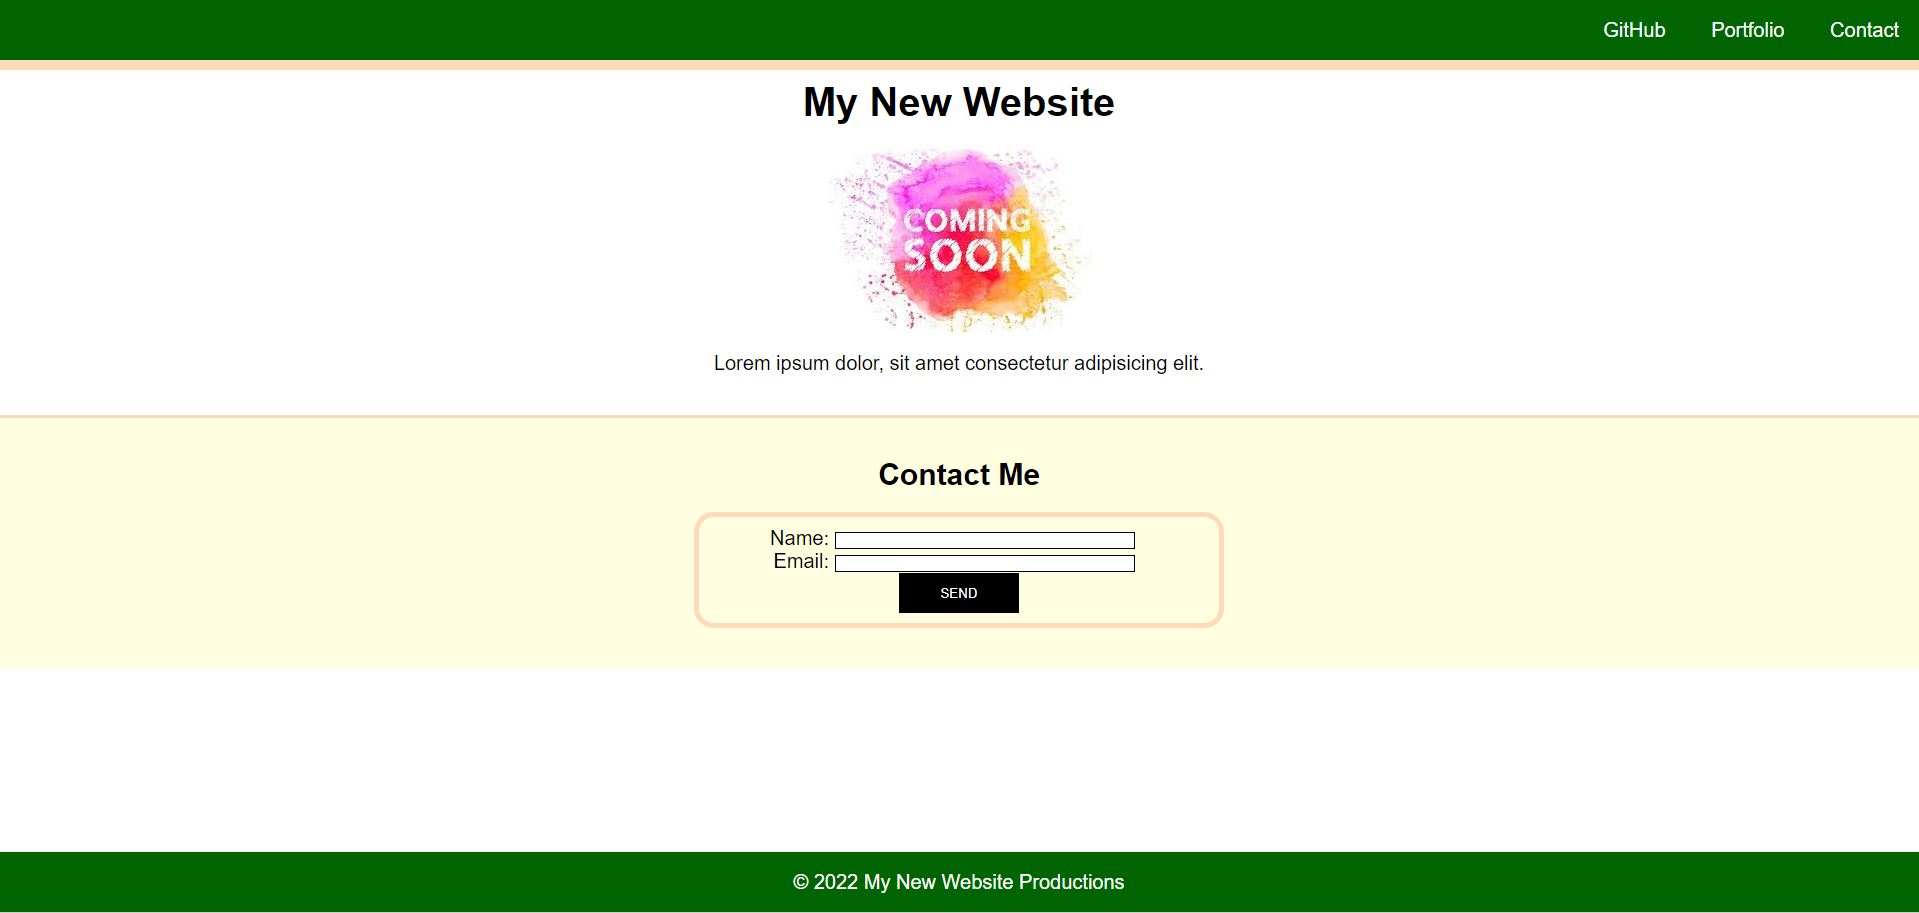 GitHub Portfolio Contact
My New Website
COMING
SOON
Lorem ipsum dolor, sit amet consectetur adipisicing elit.
Contact Me
Name:
Email:
SEND
© 2022 My New Website Productions